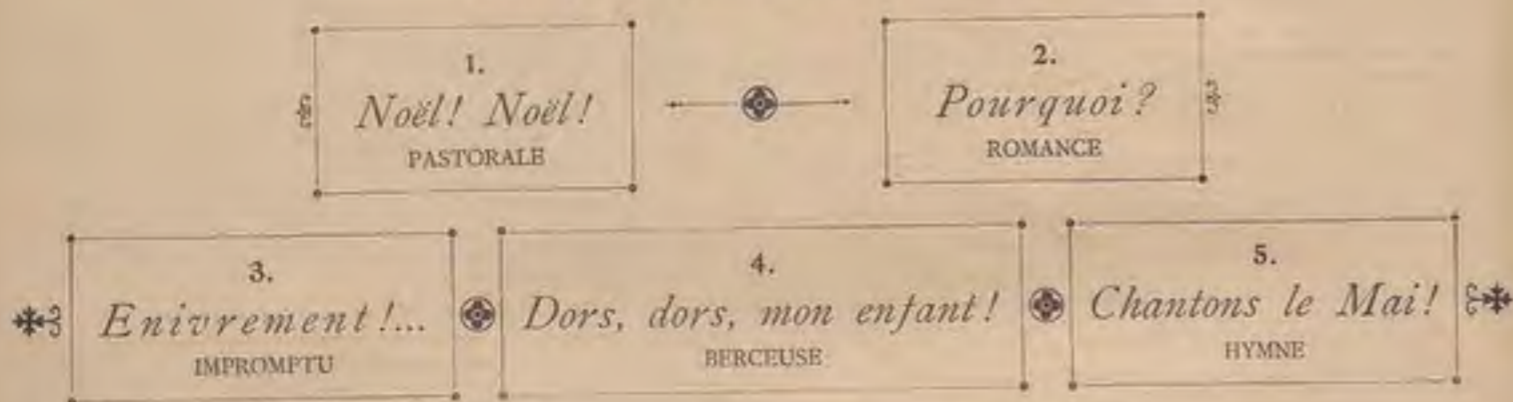 1.
Noël! Noël!
PASTORALE
2.
Pourquoi?
ROMANCE
3.
Enivrement!...
IMPROMPTU
4.
Dors, dors, mon enfant!
BERCEUSE
5.
Chantons le Mai!
HYMNE